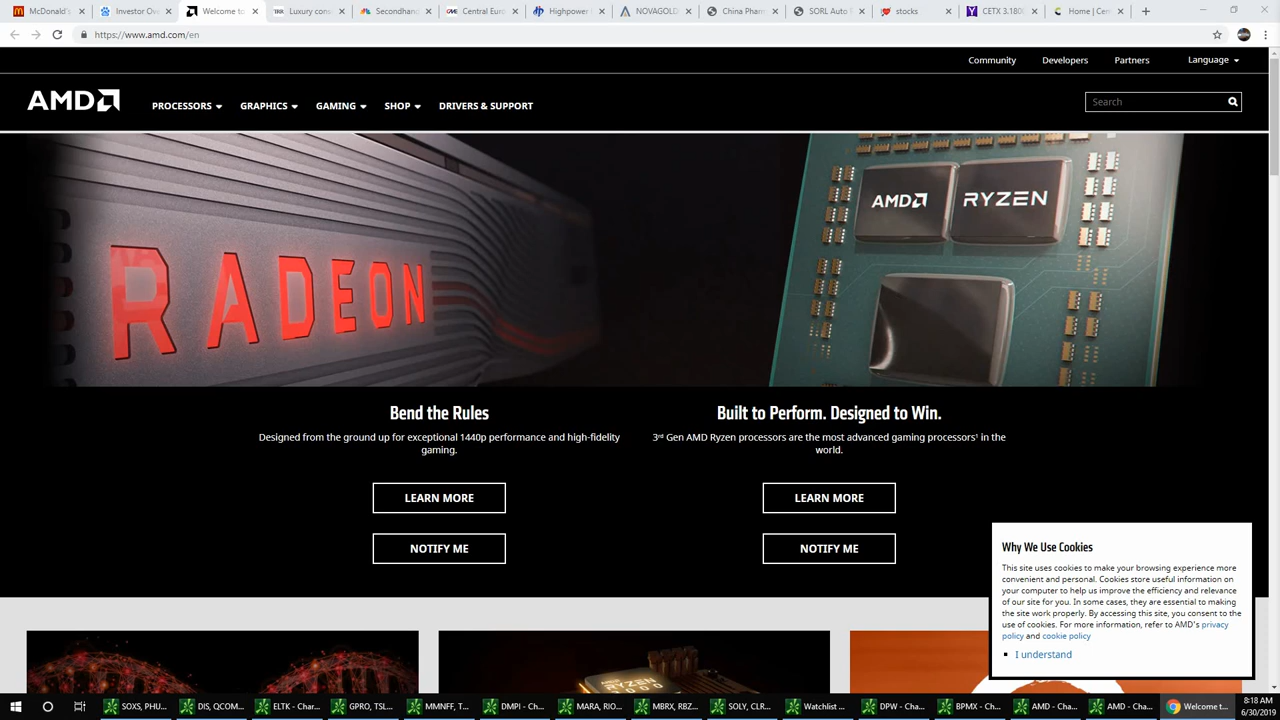 McDonald's
Investor Ove
Welcome to
Luxury cons
Secondhand
Central Euro
Highpower I
NOVAGOLD
China Pharm
SORL Auto
stocks
CETX 3.180
Home | Cem
https://www.amd.com/en
Community
Developers
Partners
Language
AMD
PROCESSORS
GRAPHICS
GAMING
SHOP
DRIVERS & SUPPORT
Search
RADEON
AMD
RYZEN
Bend the Rules
Designed from the ground up for exceptional 1440p performance and high-fidelity
gaming.
LEARN MORE
NOTIFY ME
Built to Perform. Designed to Win.
3rd Gen AMD Ryzen processors are the most advanced gaming processors¹ in the
world.
LEARN MORE
NOTIFY ME
Why We Use Cookies
This site uses cookies to make your browsing experience more
convenient and personal. Cookies store useful information on
your computer to help us improve the efficiency and relevance
of our site for you. In some cases, they are essential to making
the site work properly. By accessing this site, you consent to the
use of cookies. For more information, refer to AMD's privacy
policy and cookie policy
I understand
RYZEN
SOXS, PHU...
DIS, QCOM...
ELTK - Char...
GPRO, TSL...
MMNFF, T...
DMPI - Ch...
MARA, RIO...
MBRX, RBZ...
SOLY, CLR...
Watchlist ...
DPW - Cha...
BPMX - Ch...
AMD - Cha...
AMD - Cha...
Welcome t...
8:18 AM
6/30/2019